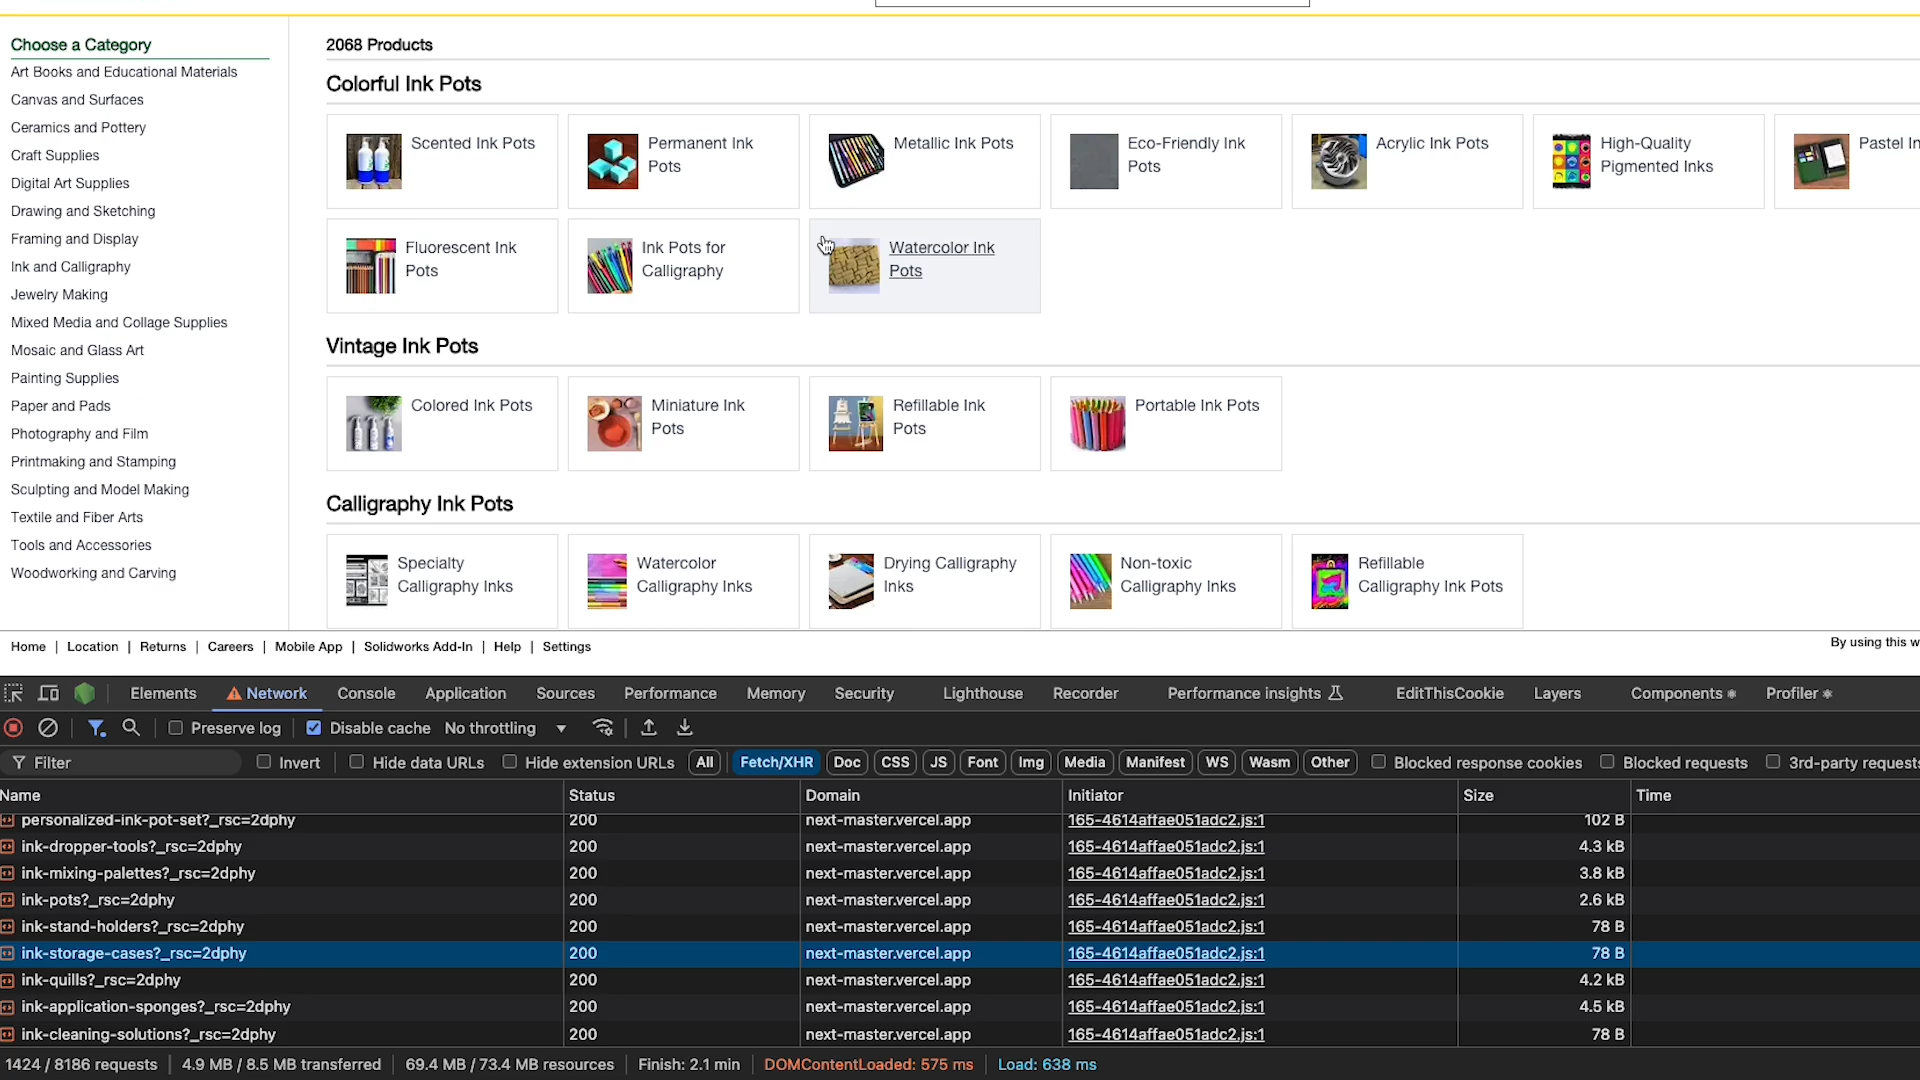 Choose a Category
Art Books and Educational Materials
Canvas and Surfaces
Ceramics and Pottery
Craft Supplies
Digital Art Supplies
Drawing and Sketching
Framing and Display
Ink and Calligraphy
Jewelry Making
Mixed Media and Collage Supplies
Mosaic and Glass Art
Painting Supplies
Paper and Pads
Photography and Film
Printmaking and Stamping
Sculpting and Model Making
Textile and Fiber Arts
Tools and Accessories
Woodworking and Carving
2068 Products
Colorful Ink Pots
Scented Ink Pots
Permanent Ink
Pots
Metallic Ink Pots
Eco-Friendly Ink
Pots
Acrylic Ink Pots
High-Quality
Pigmented Inks
Pastel In
Fluorescent Ink
Pots
Ink Pots for
Calligraphy
Watercolor Ink
Pots
Vintage Ink Pots
Colored Ink Pots
Miniature Ink
Pots
Refillable Ink
Pots
Portable Ink Pots
Calligraphy Ink Pots
Specialty
Calligraphy Inks
Watercolor
Calligraphy Inks
Drying Calligraphy
Inks
Non-toxic
Calligraphy Inks
Refillable
Calligraphy Ink Pots
Home | Location | Returns | Careers | Mobile App | Solidworks Add-In | Help | Settings
By using this w
Elements Network Console Application Sources Performance Memory Security Lighthouse Recorder Performance insights EditThisCookie Layers Components Profiler
Preserve log Disable cache No throttling
Filter Invert Hide data URLs Hide extension URLs All Fetch/XHR Doc CSS JS Font Img Media Manifest WS Wasm Other Blocked response cookies Blocked requests 3rd-party requests
Name Status Domain Initiator Size Time
personalized-ink-pot-set?_rsc=2dphy 200 next-master.vercel.app 165-4614affae051adc2.js:1 102 B
ink-dropper-tools?_rsc=2dphy 200 next-master.vercel.app 165-4614affae051adc2.js:1 4.3 kB
ink-mixing-palettes?_rsc=2dphy 200 next-master.vercel.app 165-4614affae051adc2.js:1 3.8 kB
ink-pots?_rsc=2dphy 200 next-master.vercel.app 165-4614affae051adc2.js:1 2.6 kB
ink-stand-holders?_rsc=2dphy 200 next-master.vercel.app 165-4614affae051adc2.js:1 78 B
ink-storage-cases?_rsc=2dphy 200 next-master.vercel.app 165-4614affae051adc2.js:1 78 B
ink-quills?_rsc=2dphy 200 next-master.vercel.app 165-4614affae051adc2.js:1 4.2 kB
ink-application-sponges?_rsc=2dphy 200 next-master.vercel.app 165-4614affae051adc2.js:1 4.5 kB
ink-cleaning-solutions?_rsc=2dphy 200 next-master.vercel.app 165-4614affae051adc2.js:1 78 B
1424 / 8186 requests 4.9 MB / 8.5 MB transferred 69.4 MB / 73.4 MB resources Finish: 2.1 min DOMContentLoaded: 575 ms Load: 638 ms